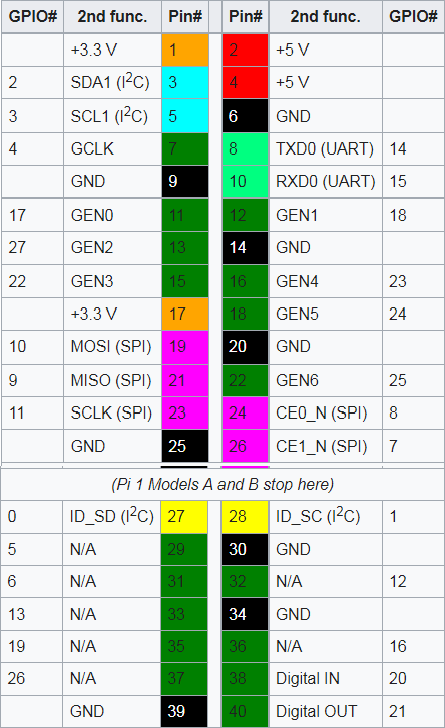 GPIO# 2nd func. Pin# Pin# 2nd func. GPIO#
+3.3 V 1 2 +5 V
2 SDA1 (I2C) 3 4 +5 V
3 SCL1 (I2C) 5 6 GND
4 GCLK 7 8 TXD0 (UART) 14
GND 9 10 RXD0 (UART) 15
17 GEN0 11 12 GEN1 18
27 GEN2 13 14 GND
22 GEN3 15 16 GEN4 23
+3.3 V 17 18 GEN5 24
10 MOSI (SPI) 19 20 GND
9 MISO (SPI) 21 22 GEN6 25
11 SCLK (SPI) 23 24 CE0_N (SPI) 8
GND 25 26 CE1_N (SPI) 7
(Pi 1 Models A and B stop here)
0 ID_SD (I2C) 27 28 ID_SC (I2C) 1
5 N/A 29 30 GND
6 N/A 31 32 N/A 12
13 N/A 33 34 GND
19 N/A 35 36 N/A 16
26 N/A 37 38 Digital IN 20
GND 39 40 Digital OUT 21